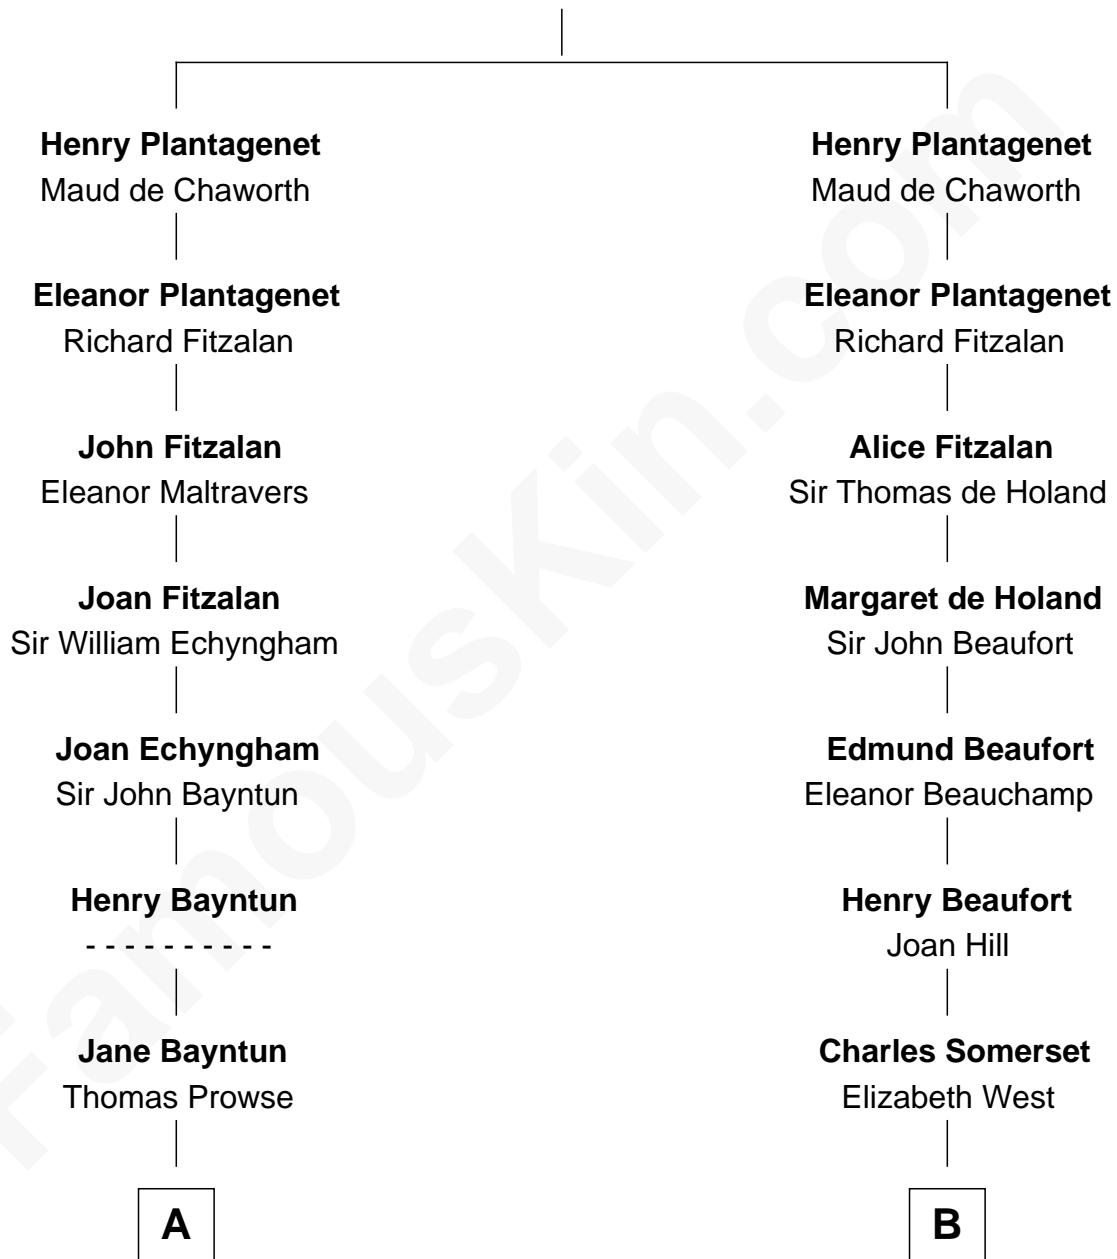 Henry Plantagenet
Maud de Chaworth
Eleanor Plantagenet
Richard Fitzalan
John Fitzalan
Eleanor Maltravers
Joan Fitzalan
Sir William Echyngham
Joan Echyngham
Sir John Bayntun
Henry Bayntun
- - - - - - - - - -
Jane Bayntun
Thomas Prowse
A
Henry Plantagenet
Maud de Chaworth
Eleanor Plantagenet
Richard Fitzalan
Alice Fitzalan
Sir Thomas de Holand
Margaret de Holand
Sir John Beaufort
Edmund Beaufort
Eleanor Beauchamp
Henry Beaufort
Joan Hill
Charles Somerset
Elizabeth West
B
FamousKin.com